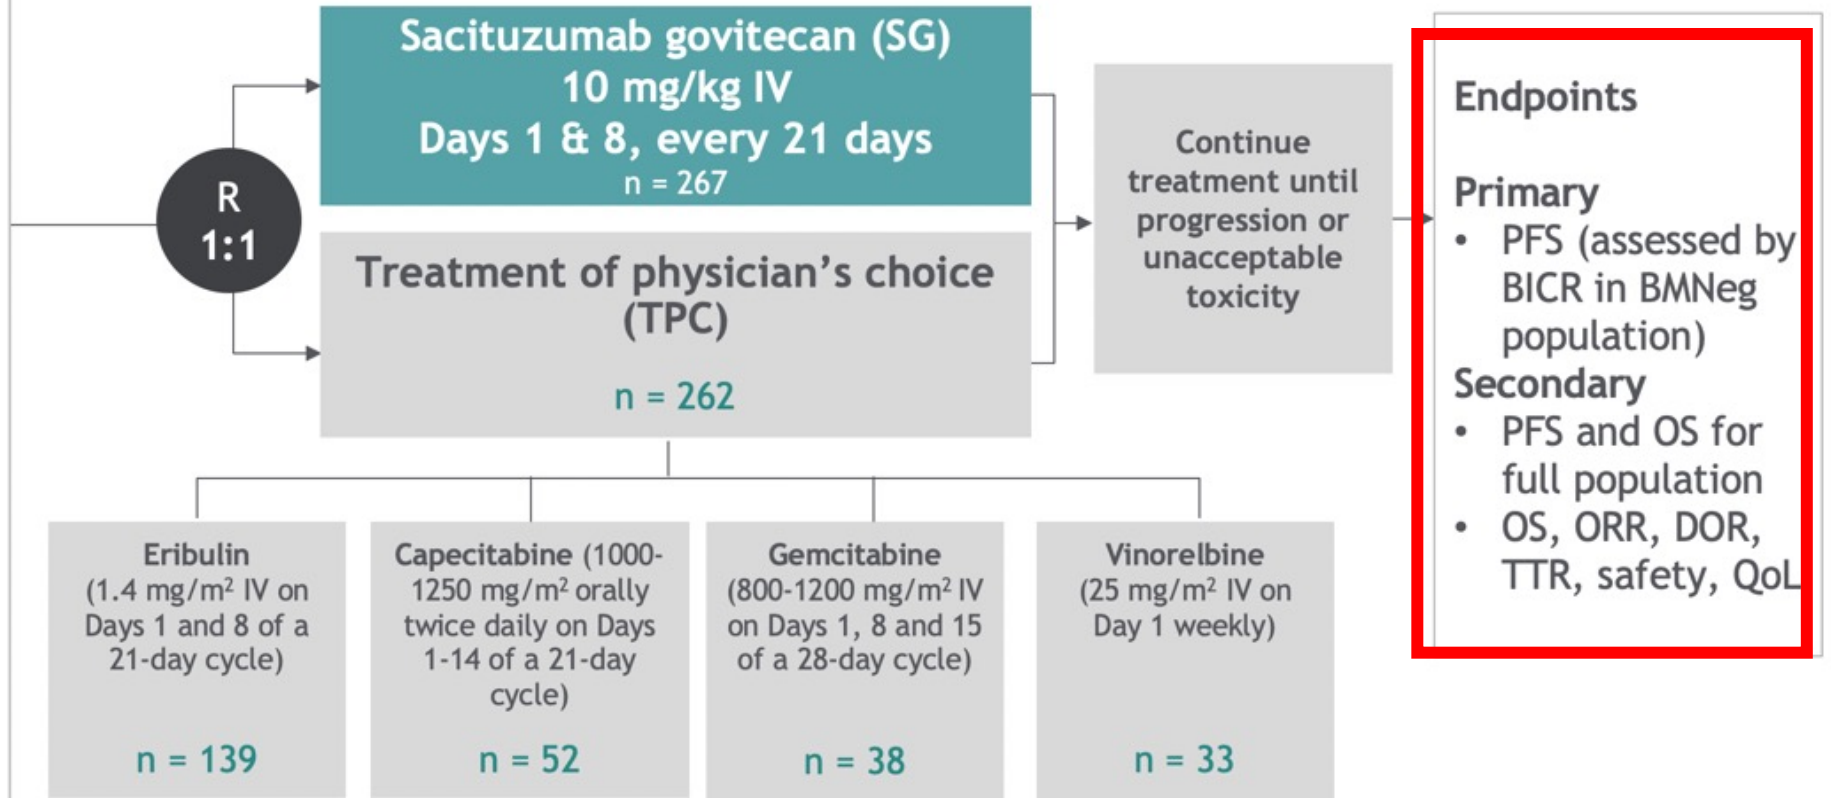 Sacituzumab govitecan (SG)
10 mg/kg IV
Days 1 & 8, every 21 days
n = 267
R
1:1
Treatment of physician’s choice
(TPC)
n = 262
Continue
treatment until
progression or
unacceptable
toxicity
Endpoints
Primary
• PFS (assessed by
BICR in BMNeg
population)
Secondary
• PFS and OS for
full population
• OS, ORR, DOR,
TTR, safety, QoL
Eribulin
(1.4 mg/m² IV on
Days 1 and 8 of a
21-day cycle)
n = 139
Capecitabine (1000-
1250 mg/m² orally
twice daily on Days
1-14 of a 21-day
cycle)
n = 52
Gemcitabine
(800-1200 mg/m² IV
on Days 1, 8 and 15
of a 28-day cycle)
n = 38
Vinorelbine
(25 mg/m² IV on
Day 1 weekly)
n = 33